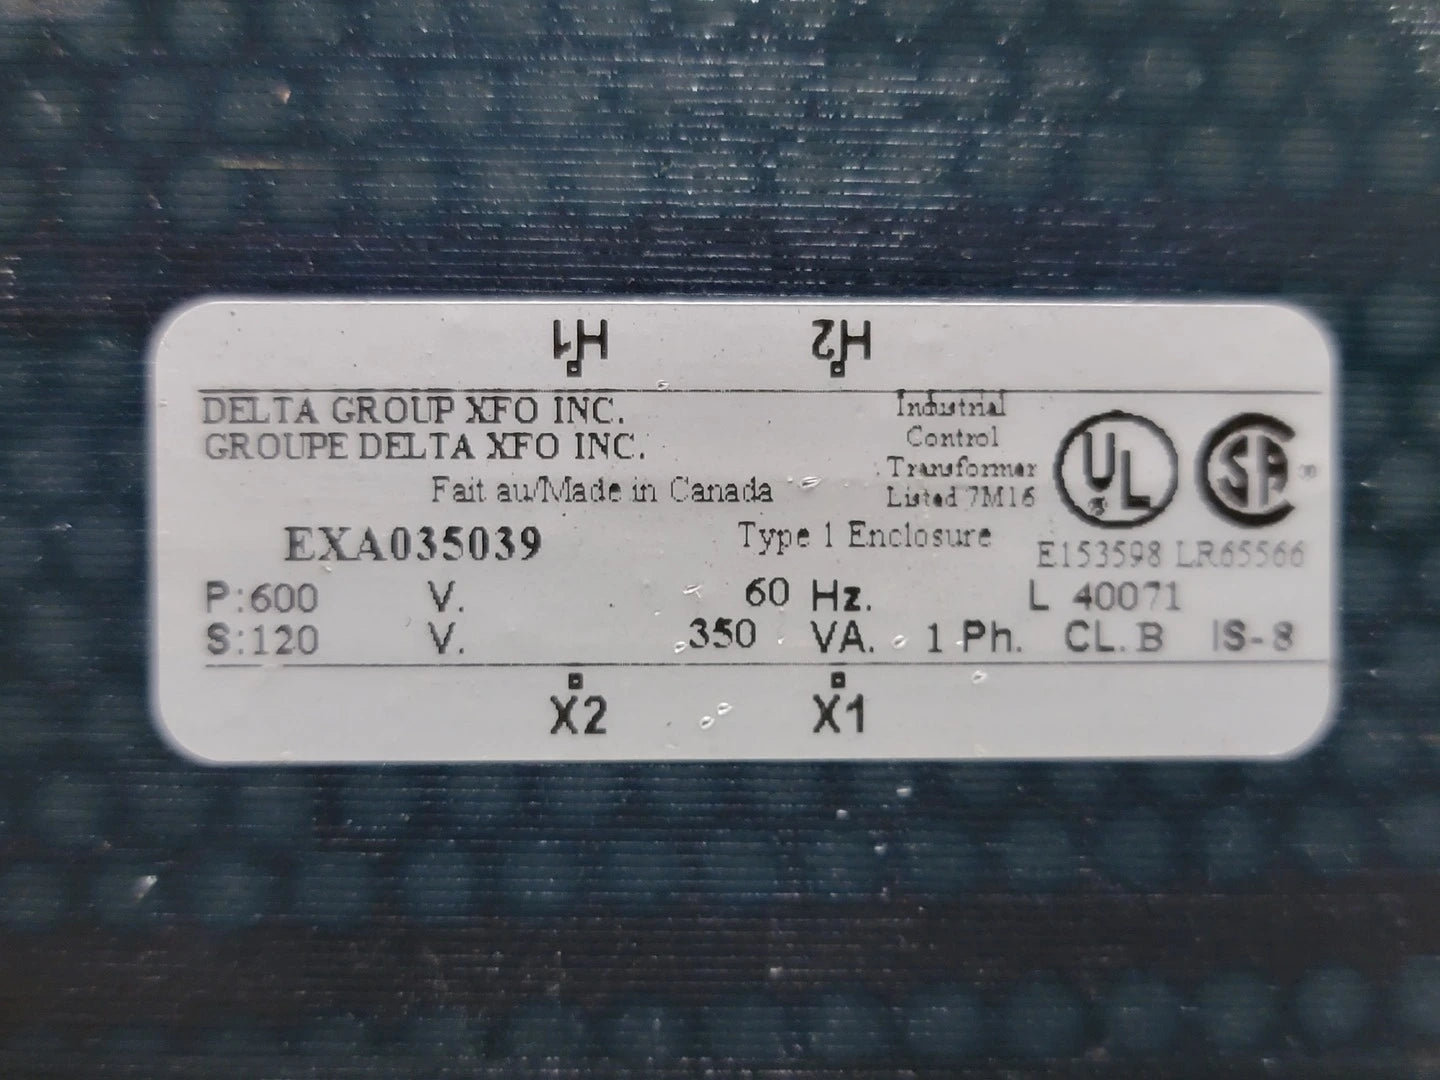 H1 H2
DELTA GROUP XFO INC.
GROUPE DELTA XFO INC.
Fait au/Made in Canada
Industrial
Control
Transformer
Listed 7M16
UL ®
SA ®
EXA035039
Type 1 Enclosure
E153598 LR65566
P:600 V. 60 Hz. L 40071
S:120 V. 350 VA. 1 Ph. CL.B IS-8
X2 X1